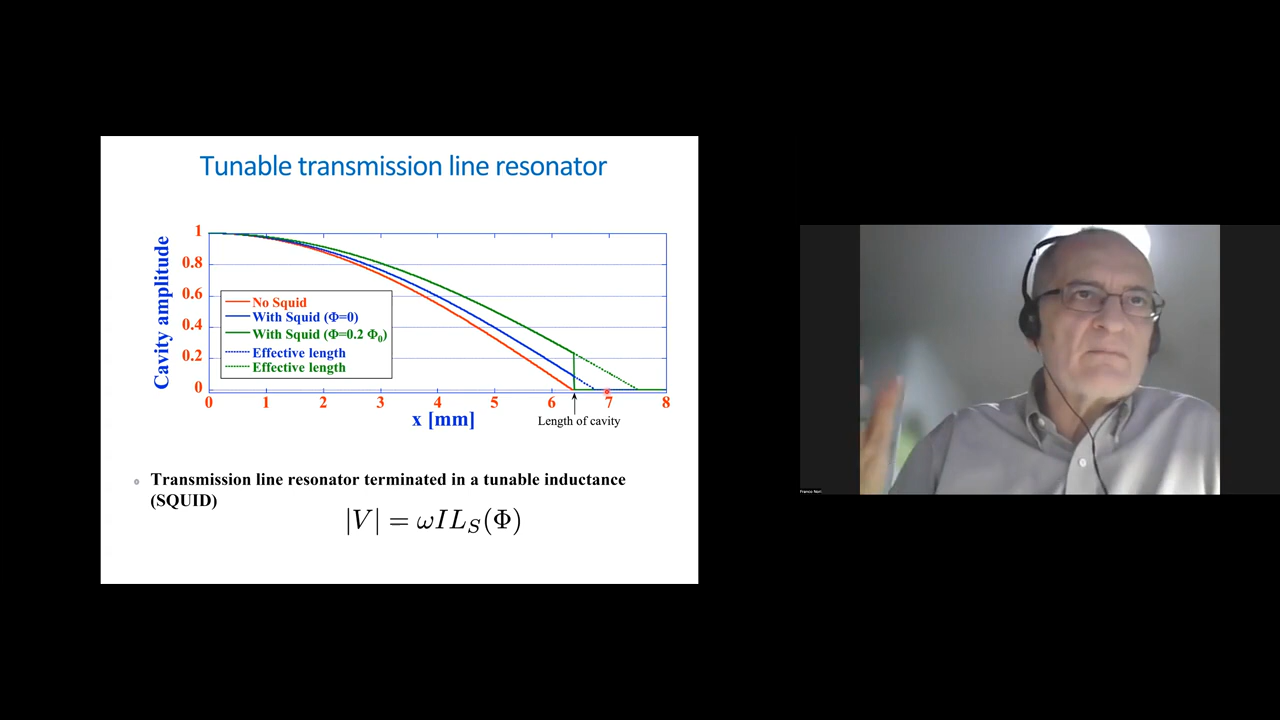 Tunable transmission line resonator
Cavity amplitude
1
0.8
0.6
0.4
0.2
0
No Squid
With Squid (Φ=0)
With Squid (Φ=0.2 Φ₀)
Effective length
Effective length
0 1 2 3 4 5 6 7 8
x [mm]
Length of cavity
Transmission line resonator terminated in a tunable inductance
(SQUID)
|V| = ωIL_S(Φ)
Franco Nori